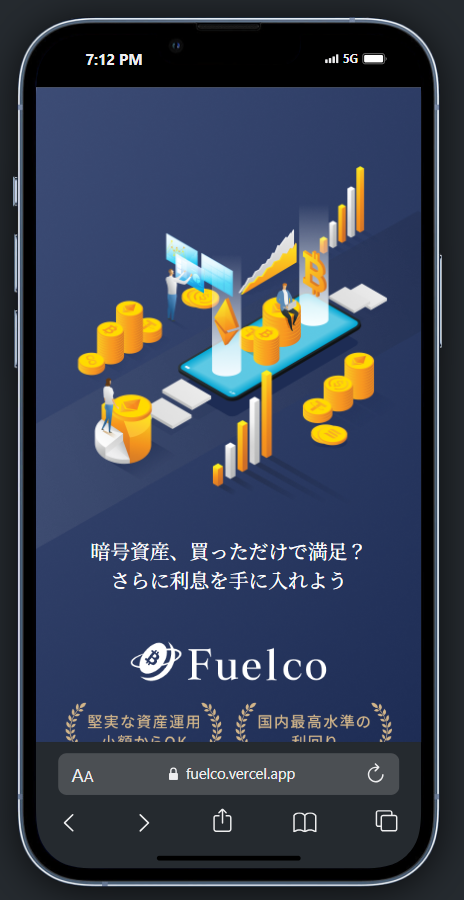 7:12 PM
5G
暗号資産、買っただけで満足？
さらに利息を手に入れよう
Fuelco
堅実な資産運用
小額からOK
国内最高水準の
利回り
AA
fuelco.vercel.app